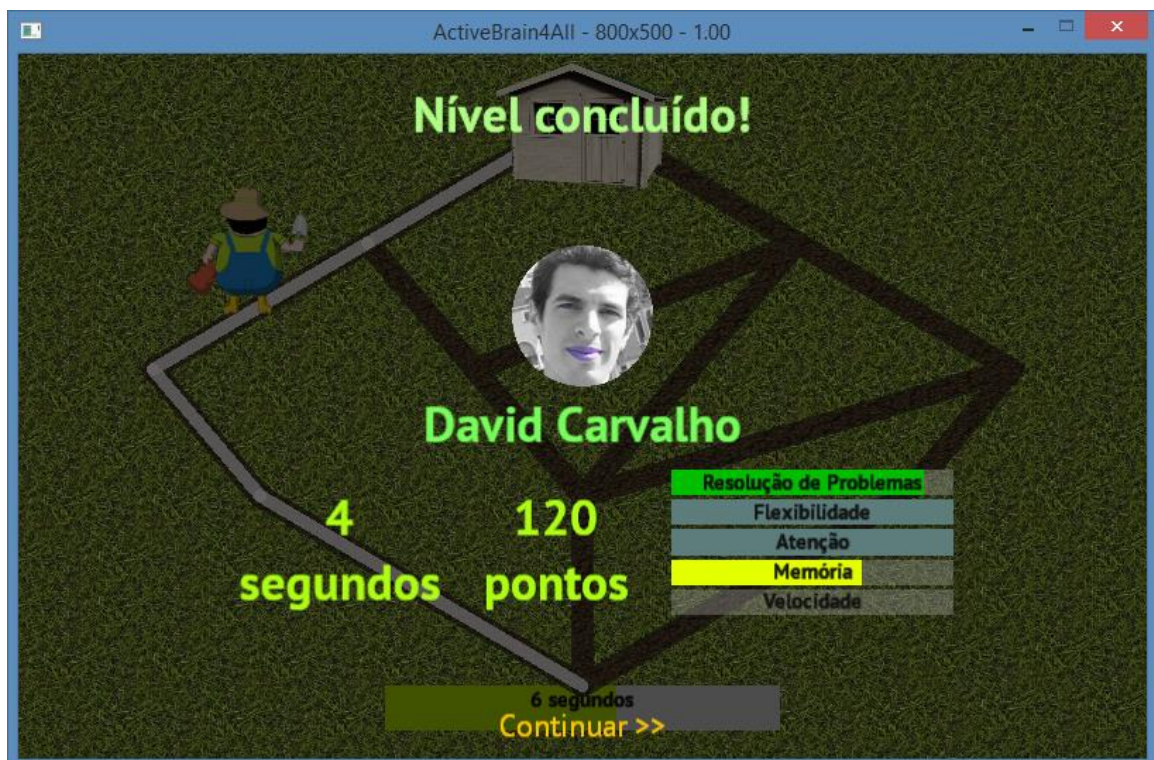 ActiveBrain4All - 800x500 - 1.00
Nível concluído!
David Carvalho
4
segundos
120
pontos
Resolução de Problemas
Flexibilidade
Atenção
Memória
Velocidade
6 segundos
Continuar >>